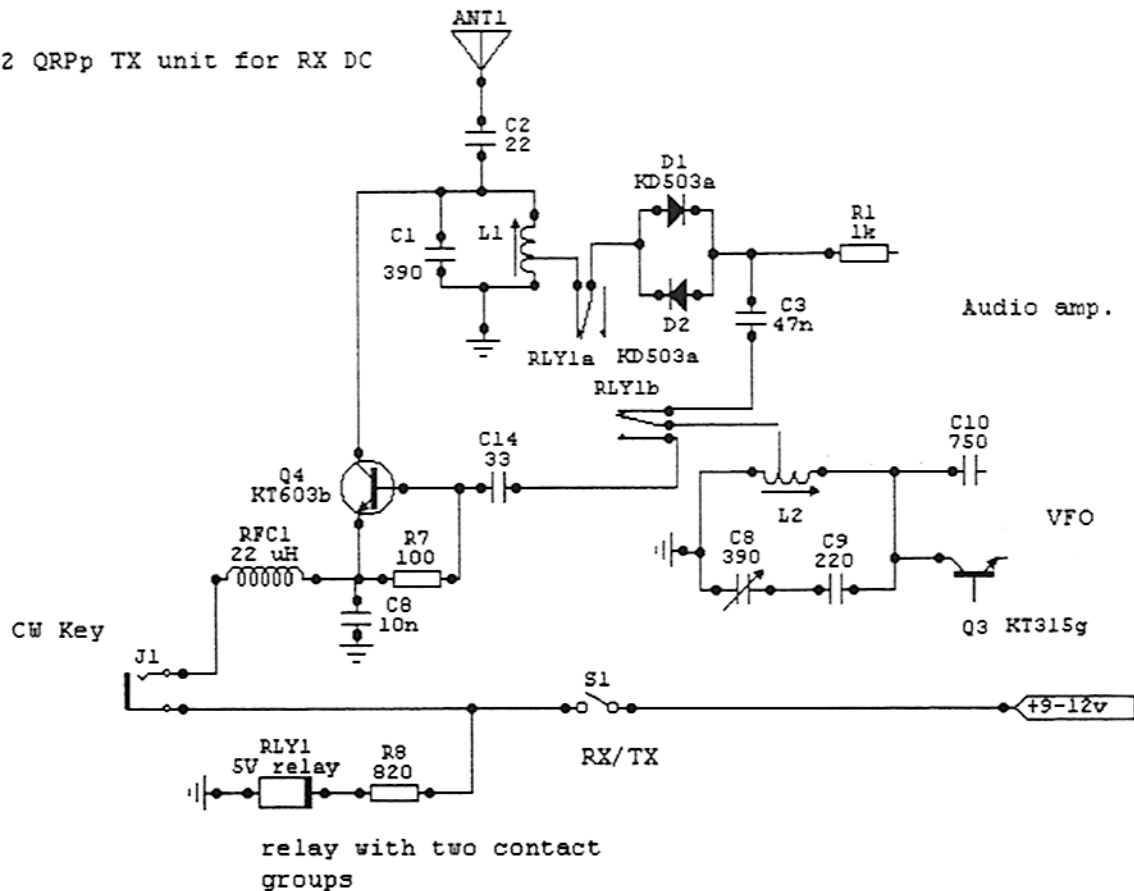 ANT1
2 QRPp TX unit for RX DC
C2
22
D1
KD503a
R1
1k
C1
390
L1
D2
KD503a
C3
47n
Audio amp.
RLY1a
RLY1b
C10
750
C14
33
Q4
KT603b
L2
VFO
RFC1
22 uH
R7
100
C8
390
C9
220
C8
10n
Q3 KT315g
CW Key
J1
S1
+9-12v
RX/TX
RLY1
5V relay
R8
820
relay with two contact
groups